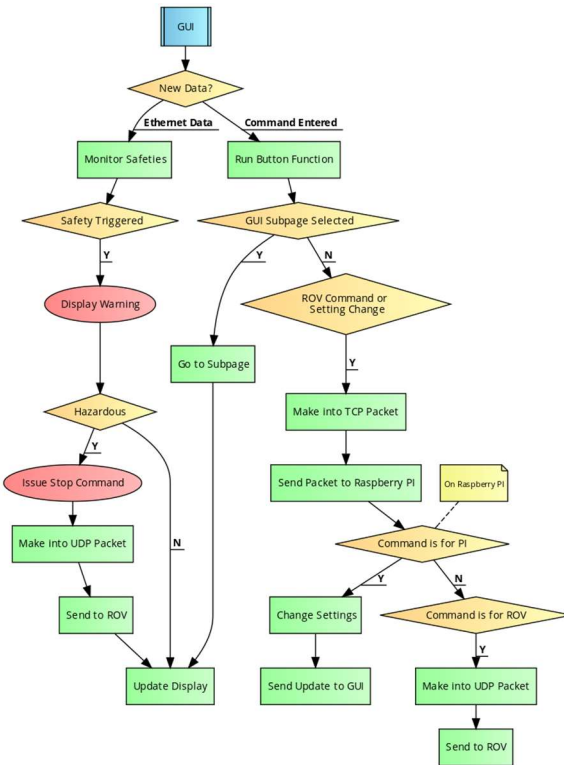 GUI
New Data?
Ethernet Data
Command Entered
Monitor Safeties
Run Button Function
Safety Triggered
GUI Subpage Selected
Y
Y
N
Display Warning
ROV Command or
Setting Change
Go to Subpage
Y
Hazardous
Make into TCP Packet
Y
Issue Stop Command
Send Packet to Raspberry PI
On Raspberry PI
Make into UDP Packet
N
Command is for PI
Y
N
Send to ROV
Change Settings
Command is for ROV
Y
Update Display
Send Update to GUI
Make into UDP Packet
Send to ROV